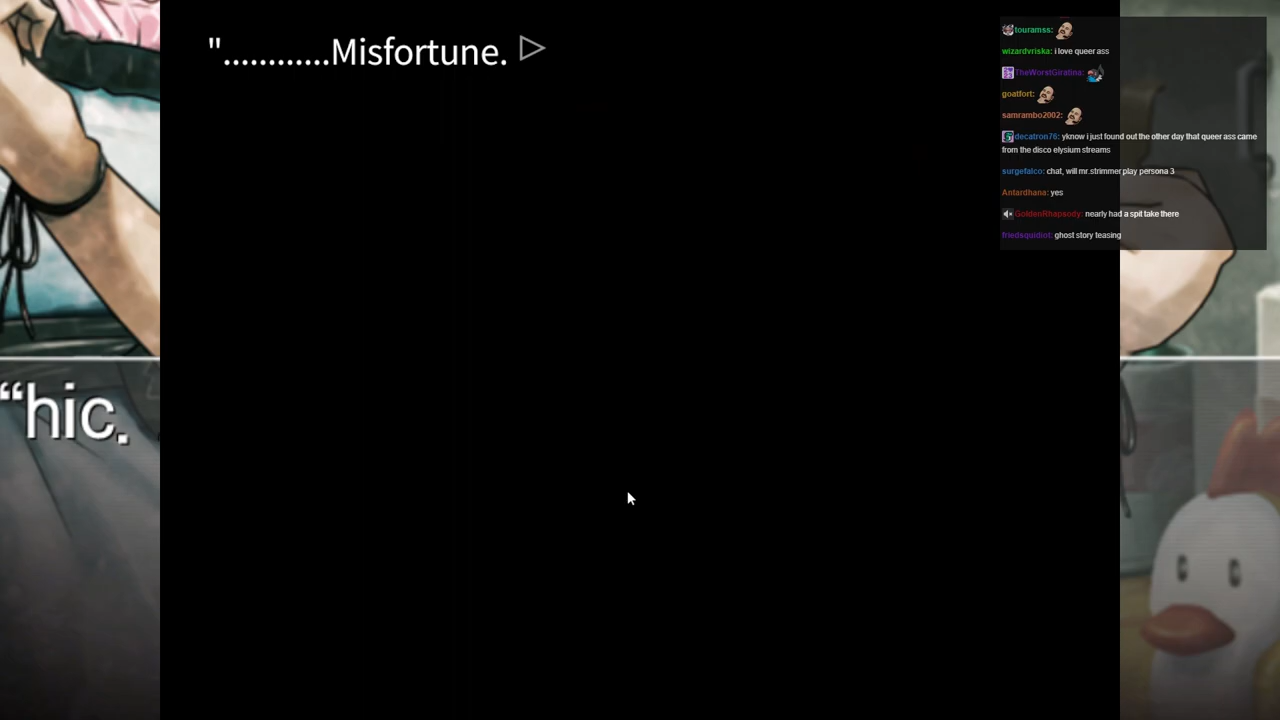 "............Misfortune.
touramss:
wizardvriska: i love queer ass
TheWorstGiratina:
goatfort:
samrambo2002:
decatron76: yknow i just found out the other day that queer ass came
from the disco elysium streams
surgefalco: chat, will mr.strimmer play persona 3
Antardhana: yes
GoldenRhapsody: nearly had a spit take there
friedsquidiot: ghost story teasing
“hic.